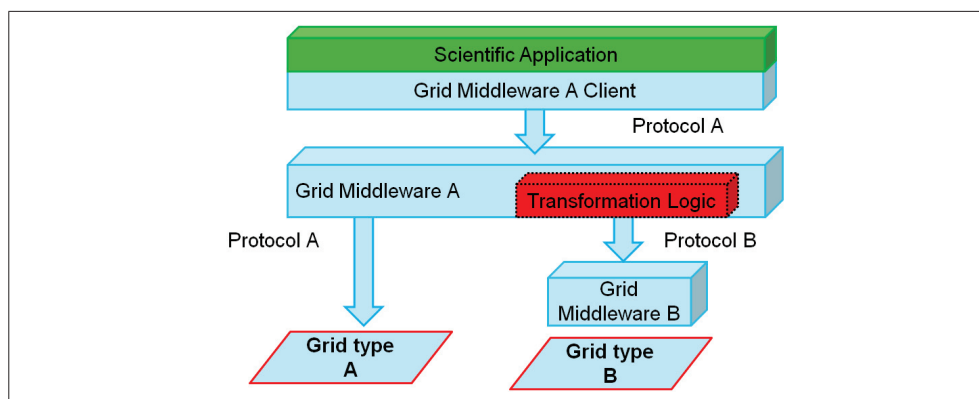 Scientific Application
Grid Middleware A Client
Protocol A
Grid Middleware A
Transformation Logic
Protocol A
Protocol B
Grid
Middleware B
Grid type
A
Grid type
B